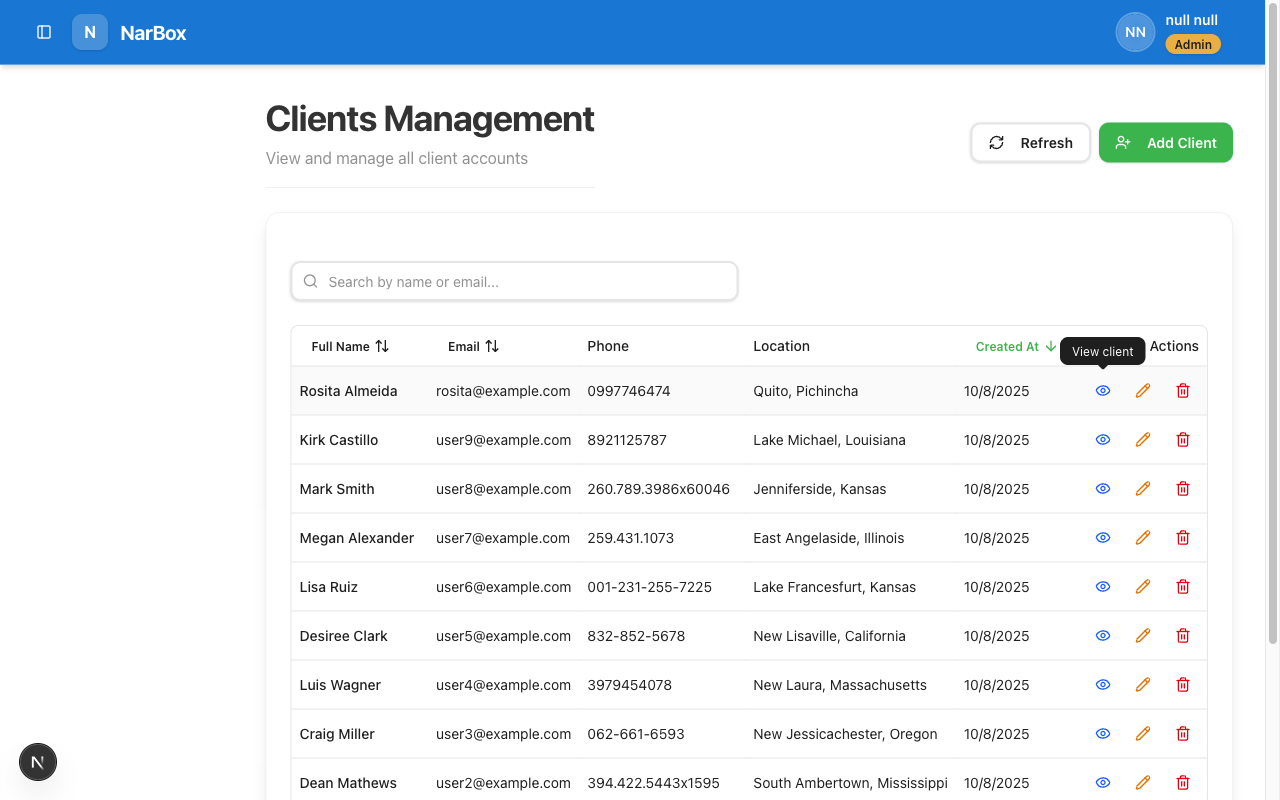 N NarBox
NN null null
Admin
Clients Management
View and manage all client accounts
Refresh
Add Client
Search by name or email...
Full Name Email Phone Location Created At Actions
View client
Rosita Almeida rosita@example.com 0997746474 Quito, Pichincha 10/8/2025
Kirk Castillo user9@example.com 8921125787 Lake Michael, Louisiana 10/8/2025
Mark Smith user8@example.com 260.789.3986x60046 Jenniferside, Kansas 10/8/2025
Megan Alexander user7@example.com 259.431.1073 East Angelaside, Illinois 10/8/2025
Lisa Ruiz user6@example.com 001-231-255-7225 Lake Francesfurt, Kansas 10/8/2025
Desiree Clark user5@example.com 832-852-5678 New Lisaville, California 10/8/2025
Luis Wagner user4@example.com 3979454078 New Laura, Massachusetts 10/8/2025
Craig Miller user3@example.com 062-661-6593 New Jessicachester, Oregon 10/8/2025
Dean Mathews user2@example.com 394.422.5443x1595 South Ambertown, Mississippi 10/8/2025
N